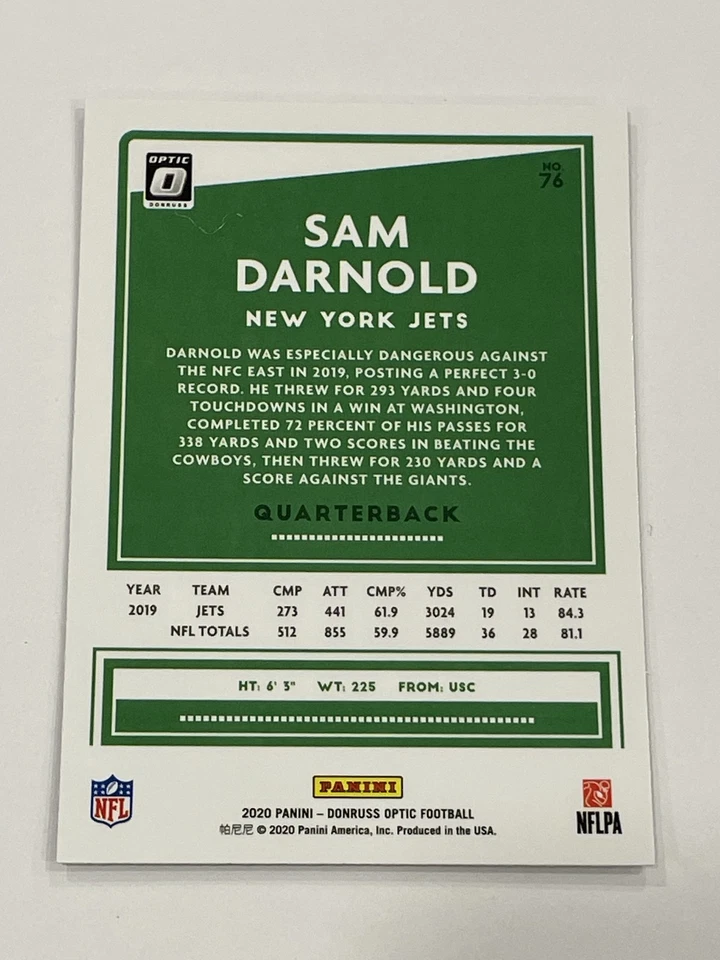 OPTIC
O
DONRUSS
NO.
76
SAM
DARNOLD
NEW YORK JETS
DARNOLD WAS ESPECIALLY DANGEROUS AGAINST
THE NFC EAST IN 2019, POSTING A PERFECT 3-0
RECORD. HE THREW FOR 293 YARDS AND FOUR
TOUCHDOWNS IN A WIN AT WASHINGTON,
COMPLETED 72 PERCENT OF HIS PASSES FOR
338 YARDS AND TWO SCORES IN BEATING THE
COWBOYS, THEN THREW FOR 230 YARDS AND A
SCORE AGAINST THE GIANTS.
QUARTERBACK
YEAR TEAM CMP ATT CMP% YDS TD INT RATE
2019 JETS 273 441 61.9 3024 19 13 84.3
NFL TOTALS 512 855 59.9 5889 36 28 81.1
HT: 6' 3" WT: 225 FROM: USC
NFL
PANINI
2020 PANINI – DONRUSS OPTIC FOOTBALL
帕尼尼 © 2020 Panini America, Inc. Produced in the USA.
NFLPA